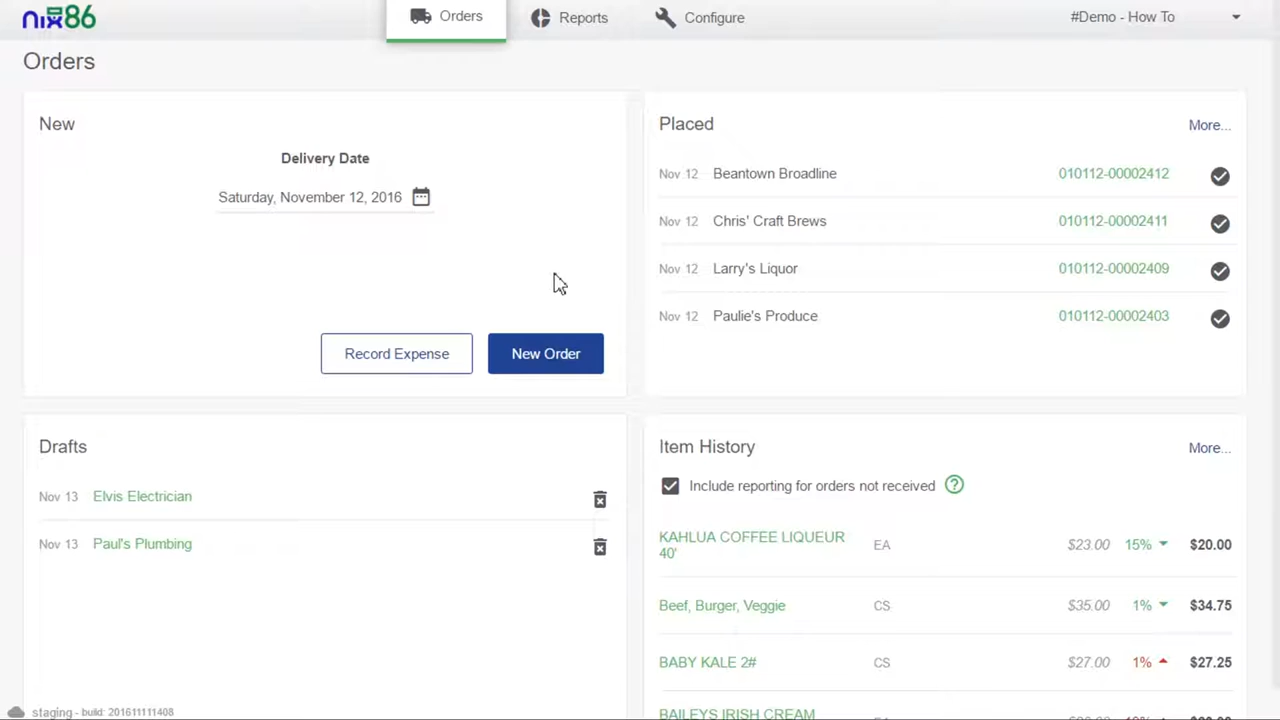 nix86
Orders
Reports
Configure
#Demo - How To
Orders
New
Delivery Date
Saturday, November 12, 2016
Record Expense
New Order
Placed
More...
Nov 12 Beantown Broadline 010112-00002412
Nov 12 Chris' Craft Brews 010112-00002411
Nov 12 Larry's Liquor 010112-00002409
Nov 12 Paulie's Produce 010112-00002403
Drafts
Nov 13 Elvis Electrician
Nov 13 Paul's Plumbing
Item History
More...
Include reporting for orders not received ?
KAHLUA COFFEE LIQUEUR
40' EA $23.00 15% $20.00
Beef, Burger, Veggie CS $35.00 1% $34.75
BABY KALE 2# CS $27.00 1% $27.25
BAILEYS IRISH CREAM
staging - build: 201611111408